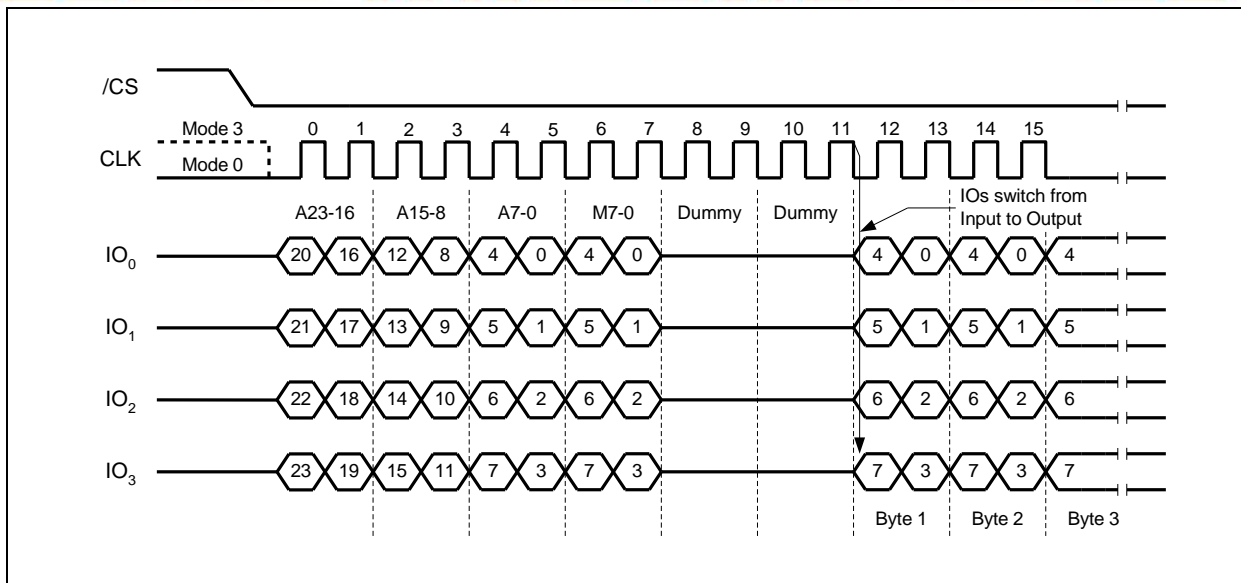 /CS
Mode 3 0 1 2 3 4 5 6 7 8 9 10 11 12 13 14 15
CLK
Mode 0
IOs switch from
Input to Output
A23-16 A15-8 A7-0 M7-0 Dummy Dummy
IO0 20 16 12 8 4 0 4 0 4 0 4 0 4
IO1 21 17 13 9 5 1 5 1 5 1 5 1 5
IO2 22 18 14 10 6 2 6 2 6 2 6 2 6
IO3 23 19 15 11 7 3 7 3 7 3 7 3 7
Byte 1 Byte 2 Byte 3